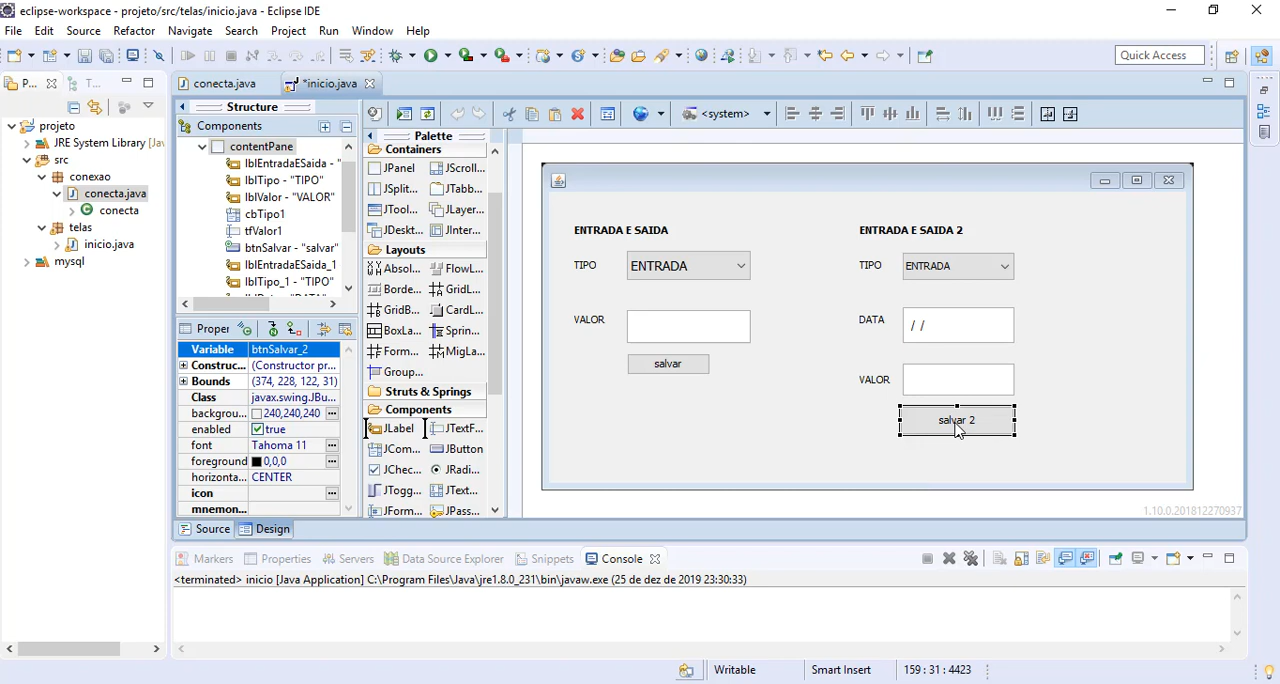 eclipse-workspace - projeto/src/telas/inicio.java - Eclipse IDE
File Edit Source Refactor Navigate Search Project Run Window Help
Quick Access
P... T...
conecta.java *inicio.java
projeto
JRE System Library [Jav
src
conexao
conecta.java
conecta
telas
inicio.java
mysql
Structure
Components
contentPane
lblEntradaESaida - "
lblTipo - "TIPO"
lblValor - "VALOR"
cbTipo1
tfValor1
btnSalvar - "salvar"
lblEntradaESaida_1
lblTipo_1 - "TIPO"
Proper
Variable btnSalvar_2
Construc... (Constructor pr...
Bounds (374, 228, 122, 31)
Class javax.swing.JBu...
backgrou... 240,240,240 ...
enabled true
font Tahoma 11 ...
foreground 0,0,0 ...
horizonta... CENTER
icon ...
mnemon...
<system>
Palette
Containers
JPanel JScroll...
JSplit... JTabb...
JTool... JLayer...
JDeskt... JInter...
Layouts
Absol... FlowL...
Borde... GridL...
GridB... CardL...
BoxLa... Sprin...
Form... MigLa...
Group...
Struts & Springs
Components
JLabel JTextF...
JCom... JButton
JChec... JRadi...
JTogg... JText...
JForm... JPass...
ENTRADA E SAIDA ENTRADA E SAIDA 2
TIPO ENTRADA TIPO ENTRADA
VALOR DATA / /
salvar
VALOR
salvar 2
1.10.0.201812270937
Source Design
Markers Properties Servers Data Source Explorer Snippets Console
<terminated> inicio [Java Application] C:\Program Files\Java\jre1.8.0_231\bin\javaw.exe (25 de dez de 2019 23:30:33)
Writable Smart Insert 159 : 31 : 4423